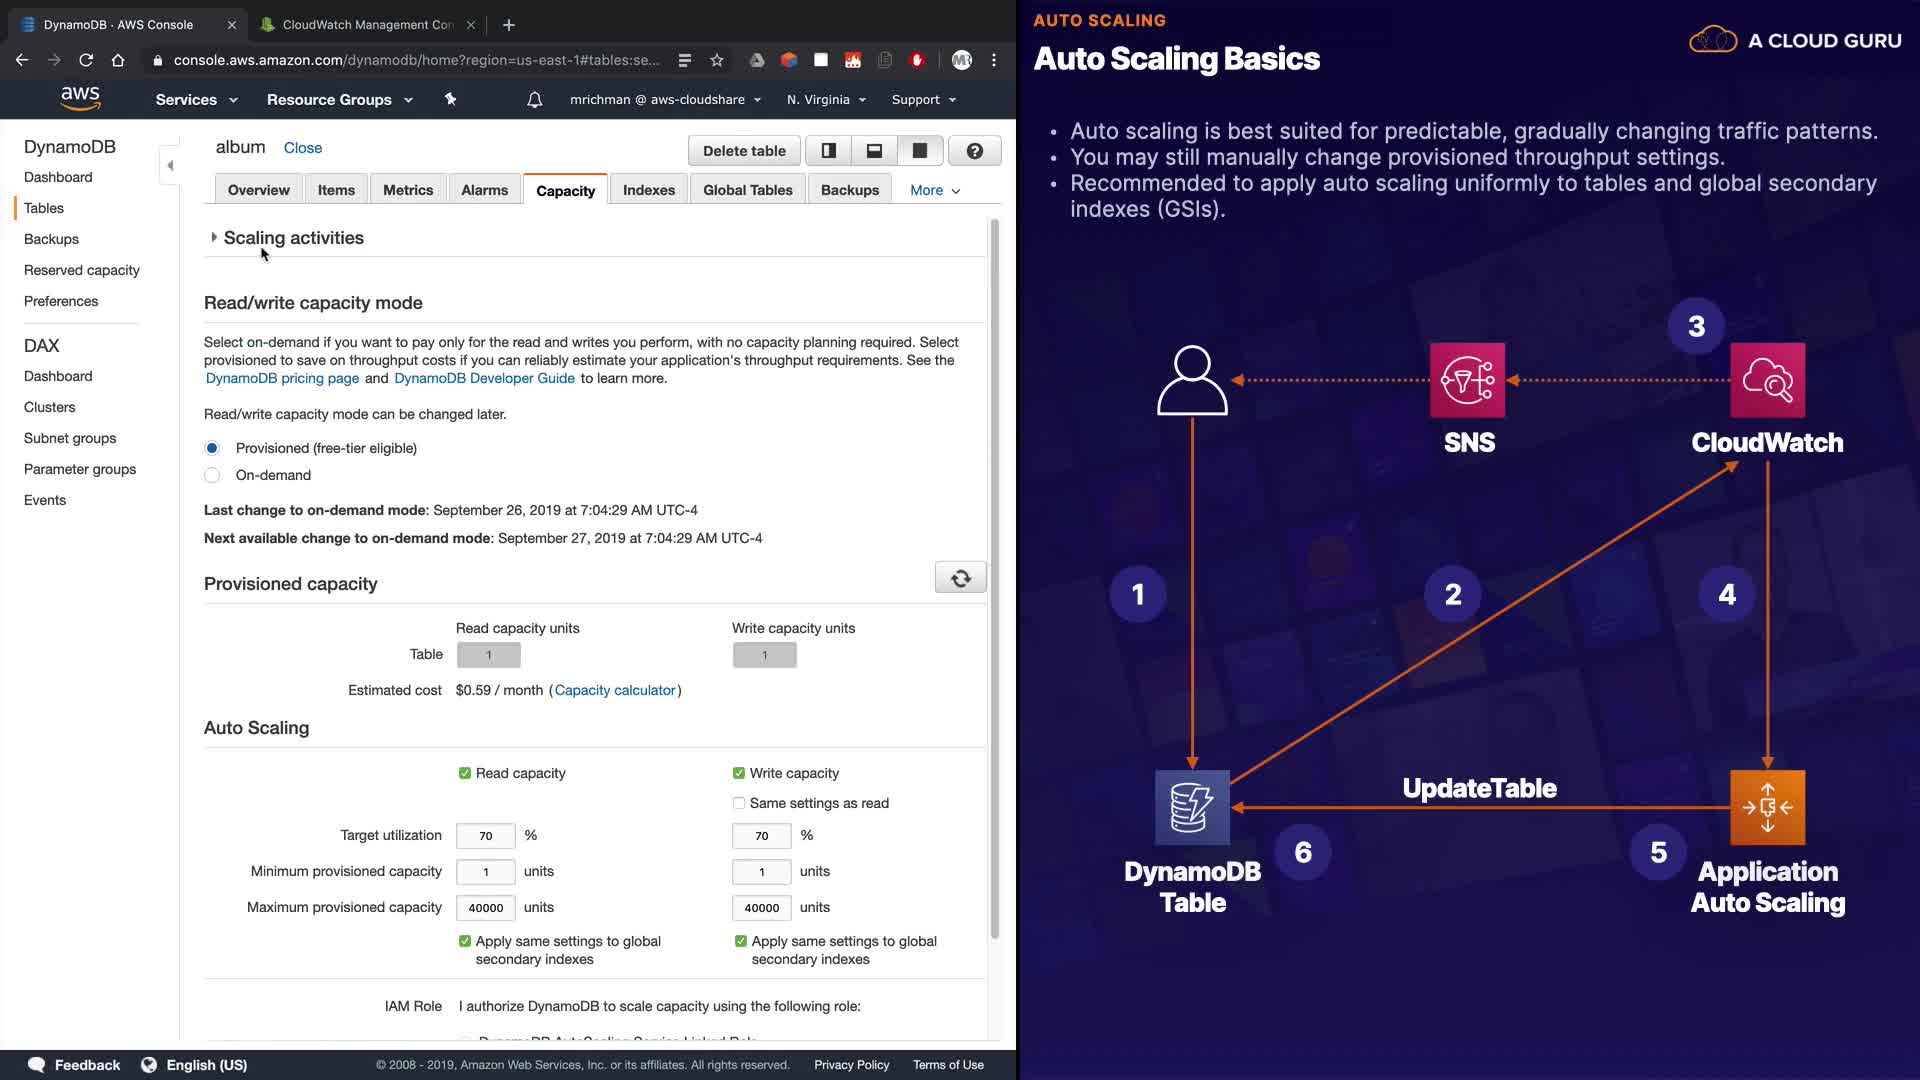 DynamoDB · AWS Console
CloudWatch Management Con
console.aws.amazon.com/dynamodb/home?region=us-east-1#tables:se...
aws
Services
Resource Groups
mrichman @ aws-cloudshare
N. Virginia
Support
DynamoDB
Dashboard
Tables
Backups
Reserved capacity
Preferences
DAX
Dashboard
Clusters
Subnet groups
Parameter groups
Events
album
Close
Delete table
Overview
Items
Metrics
Alarms
Capacity
Indexes
Global Tables
Backups
More
Scaling activities
Read/write capacity mode
Select on-demand if you want to pay only for the read and writes you perform, with no capacity planning required. Select
provisioned to save on throughput costs if you can reliably estimate your application's throughput requirements. See the
DynamoDB pricing page and DynamoDB Developer Guide to learn more.
Read/write capacity mode can be changed later.
Provisioned (free-tier eligible)
On-demand
Last change to on-demand mode: September 26, 2019 at 7:04:29 AM UTC-4
Next available change to on-demand mode: September 27, 2019 at 7:04:29 AM UTC-4
Provisioned capacity
Read capacity units
Write capacity units
Table
1
1
Estimated cost
$0.59 / month (Capacity calculator)
Auto Scaling
Read capacity
Write capacity
Same settings as read
Target utilization
70 %
70 %
Minimum provisioned capacity
1 units
1 units
Maximum provisioned capacity
40000 units
40000 units
Apply same settings to global
secondary indexes
Apply same settings to global
secondary indexes
IAM Role
I authorize DynamoDB to scale capacity using the following role:
DynamoDB AutoScaling Service Linked Role
Feedback
English (US)
© 2008 - 2019, Amazon Web Services, Inc. or its affiliates. All rights reserved.
Privacy Policy
Terms of Use
AUTO SCALING
Auto Scaling Basics
A CLOUD GURU
• Auto scaling is best suited for predictable, gradually changing traffic patterns.
• You may still manually change provisioned throughput settings.
• Recommended to apply auto scaling uniformly to tables and global secondary
indexes (GSIs).
3
SNS
CloudWatch
1
2
4
UpdateTable
6
5
DynamoDB
Table
Application
Auto Scaling